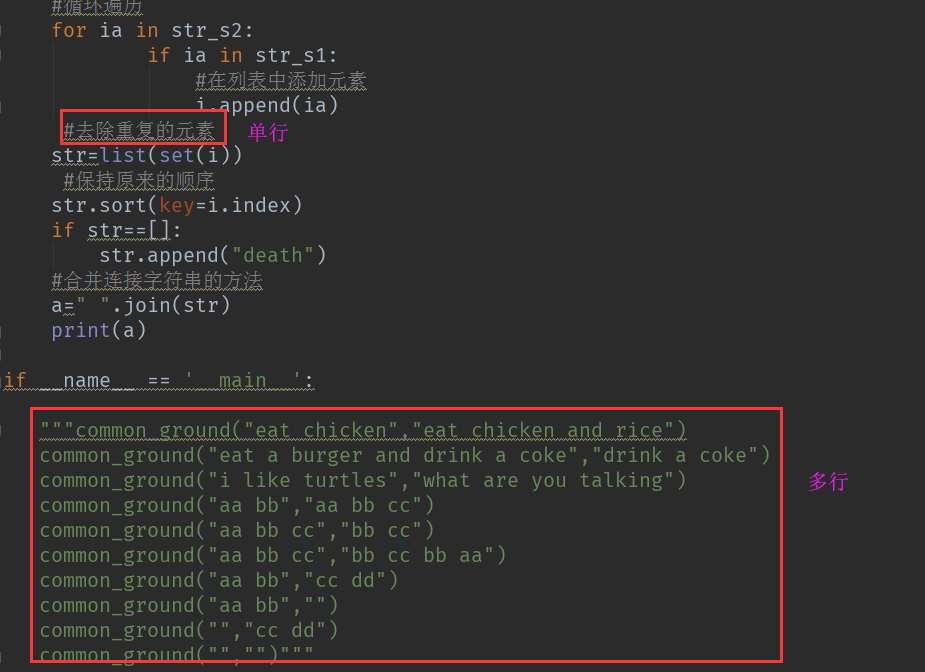 #循环遍历
for ia in str_s2:
if ia in str_s1:
#在列表中添加元素
i.append(ia)
#去除重复的元素 单行
str=list(set(i))
#保持原来的顺序
str.sort(key=i.index)
if str==[]:
str.append("death")
#合并连接字符串的方法
a=" ".join(str)
print(a)
if __name__ == '__main__':
"""common_ground("eat chicken","eat chicken and rice")
common_ground("eat a burger and drink a coke","drink a coke")
common_ground("i like turtles","what are you talking") 多行
common_ground("aa bb","aa bb cc")
common_ground("aa bb cc","bb cc")
common_ground("aa bb cc","bb cc bb aa")
common_ground("aa bb","cc dd")
common_ground("aa bb","")
common_ground("","cc dd")
common_ground("","")"""